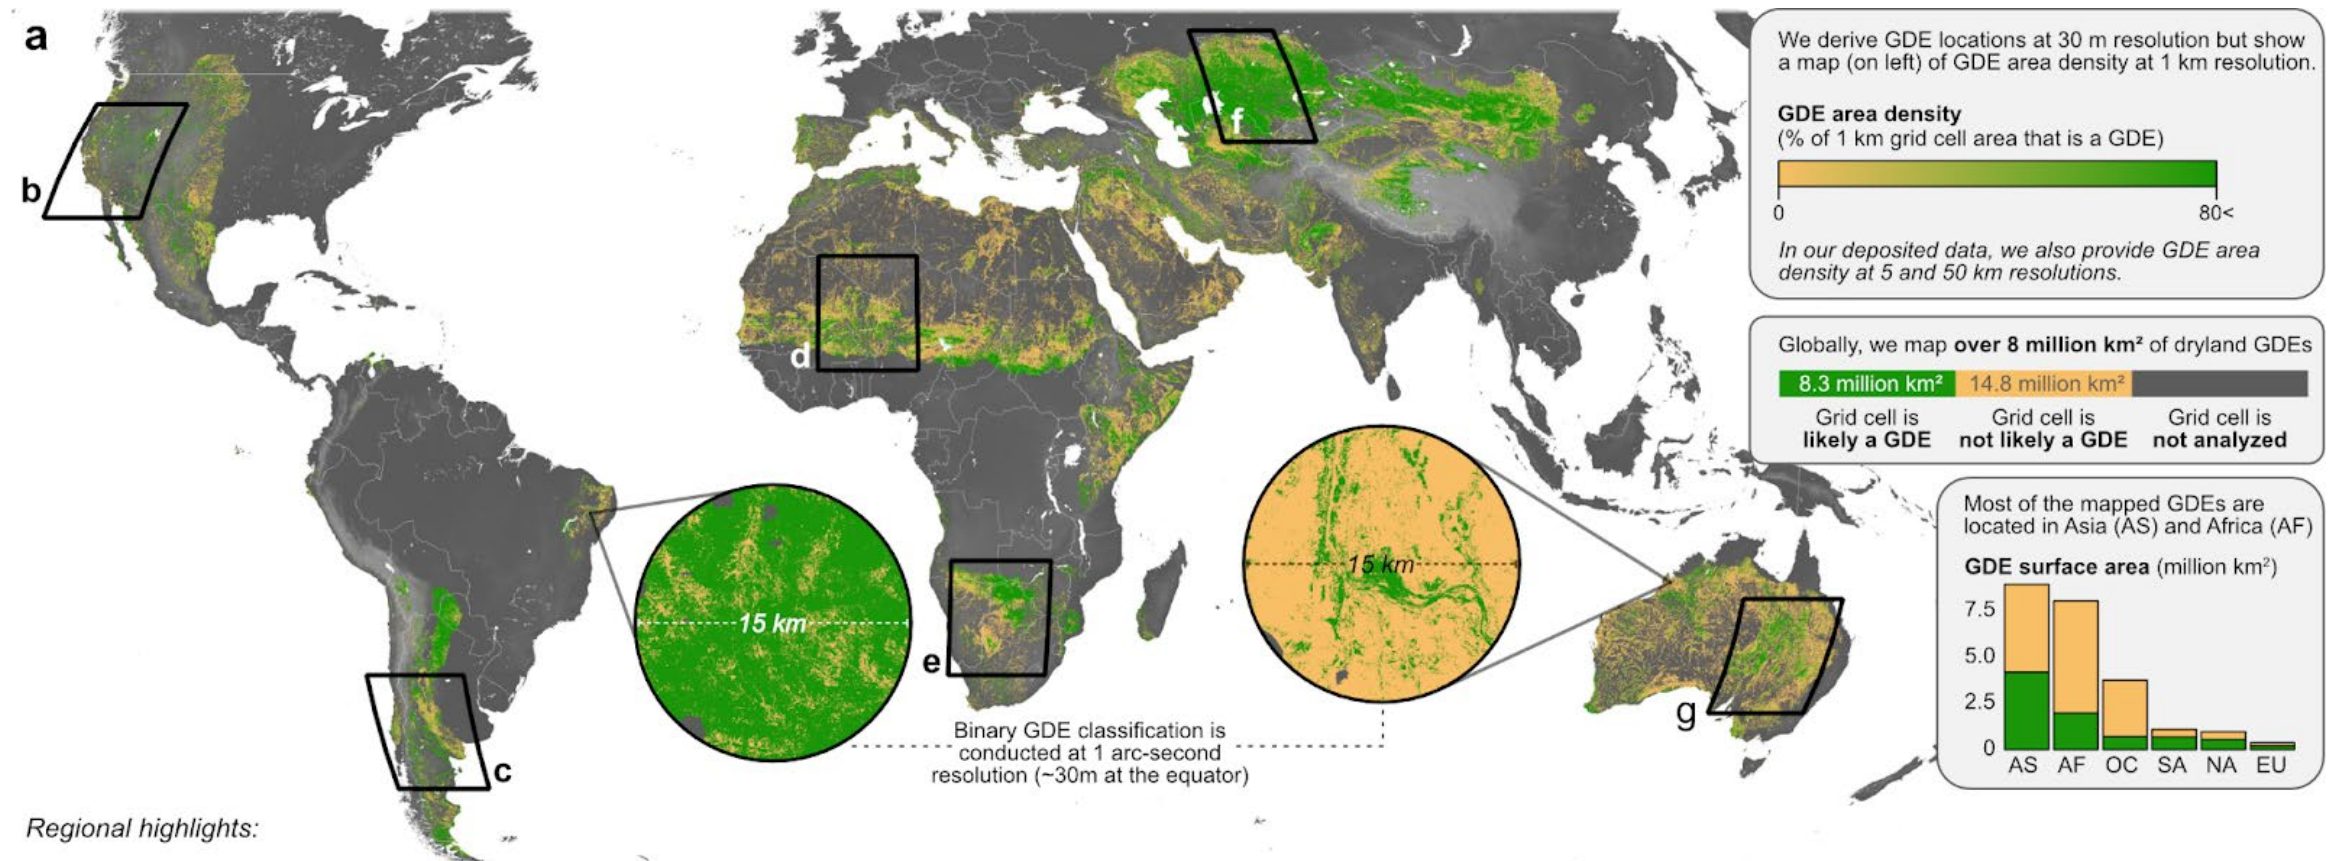 a
b
c
d
e
f
g
We derive GDE locations at 30 m resolution but show
a map (on left) of GDE area density at 1 km resolution.
GDE area density
(% of 1 km grid cell area that is a GDE)
0
80<
In our deposited data, we also provide GDE area
density at 5 and 50 km resolutions.
Globally, we map over 8 million km² of dryland GDEs
8.3 million km² 14.8 million km²
Grid cell is Grid cell is Grid cell is
likely a GDE not likely a GDE not analyzed
Most of the mapped GDEs are
located in Asia (AS) and Africa (AF)
GDE surface area (million km²)
7.5
5.0
2.5
0
AS AF OC SA NA EU
15 km
15 km
Binary GDE classification is
conducted at 1 arc-second
resolution (~30m at the equator)
Regional highlights: